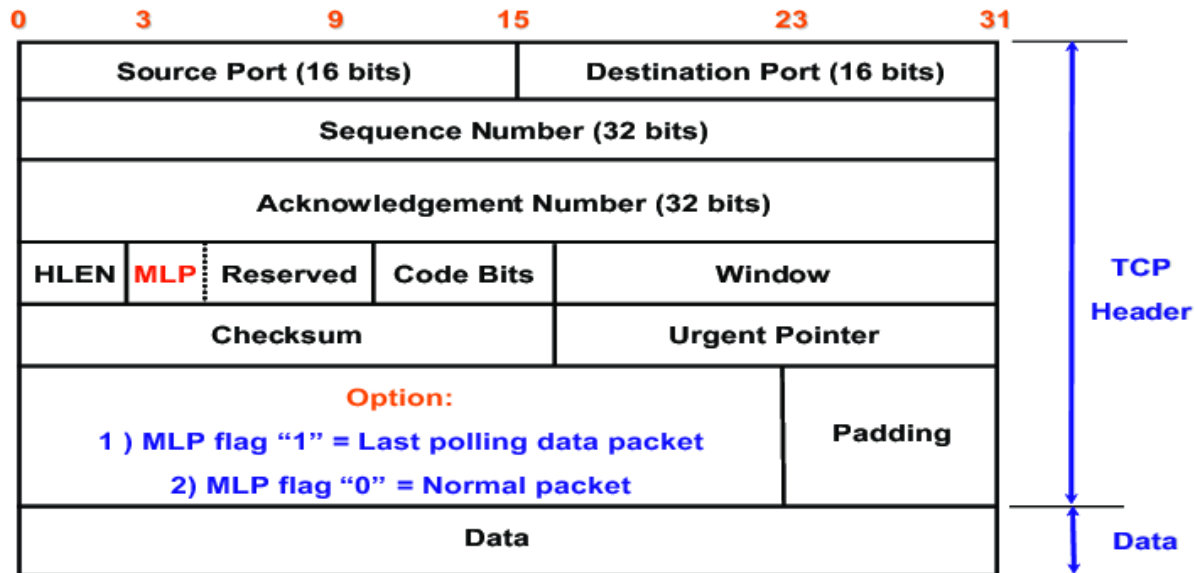 0 3 9 15 23 31
Source Port (16 bits) Destination Port (16 bits)
Sequence Number (32 bits)
Acknowledgement Number (32 bits)
HLEN MLP Reserved Code Bits Window
Checksum Urgent Pointer
Option:
1 ) MLP flag “1” = Last polling data packet
2) MLP flag “0” = Normal packet
Padding
Data
TCP
Header
Data